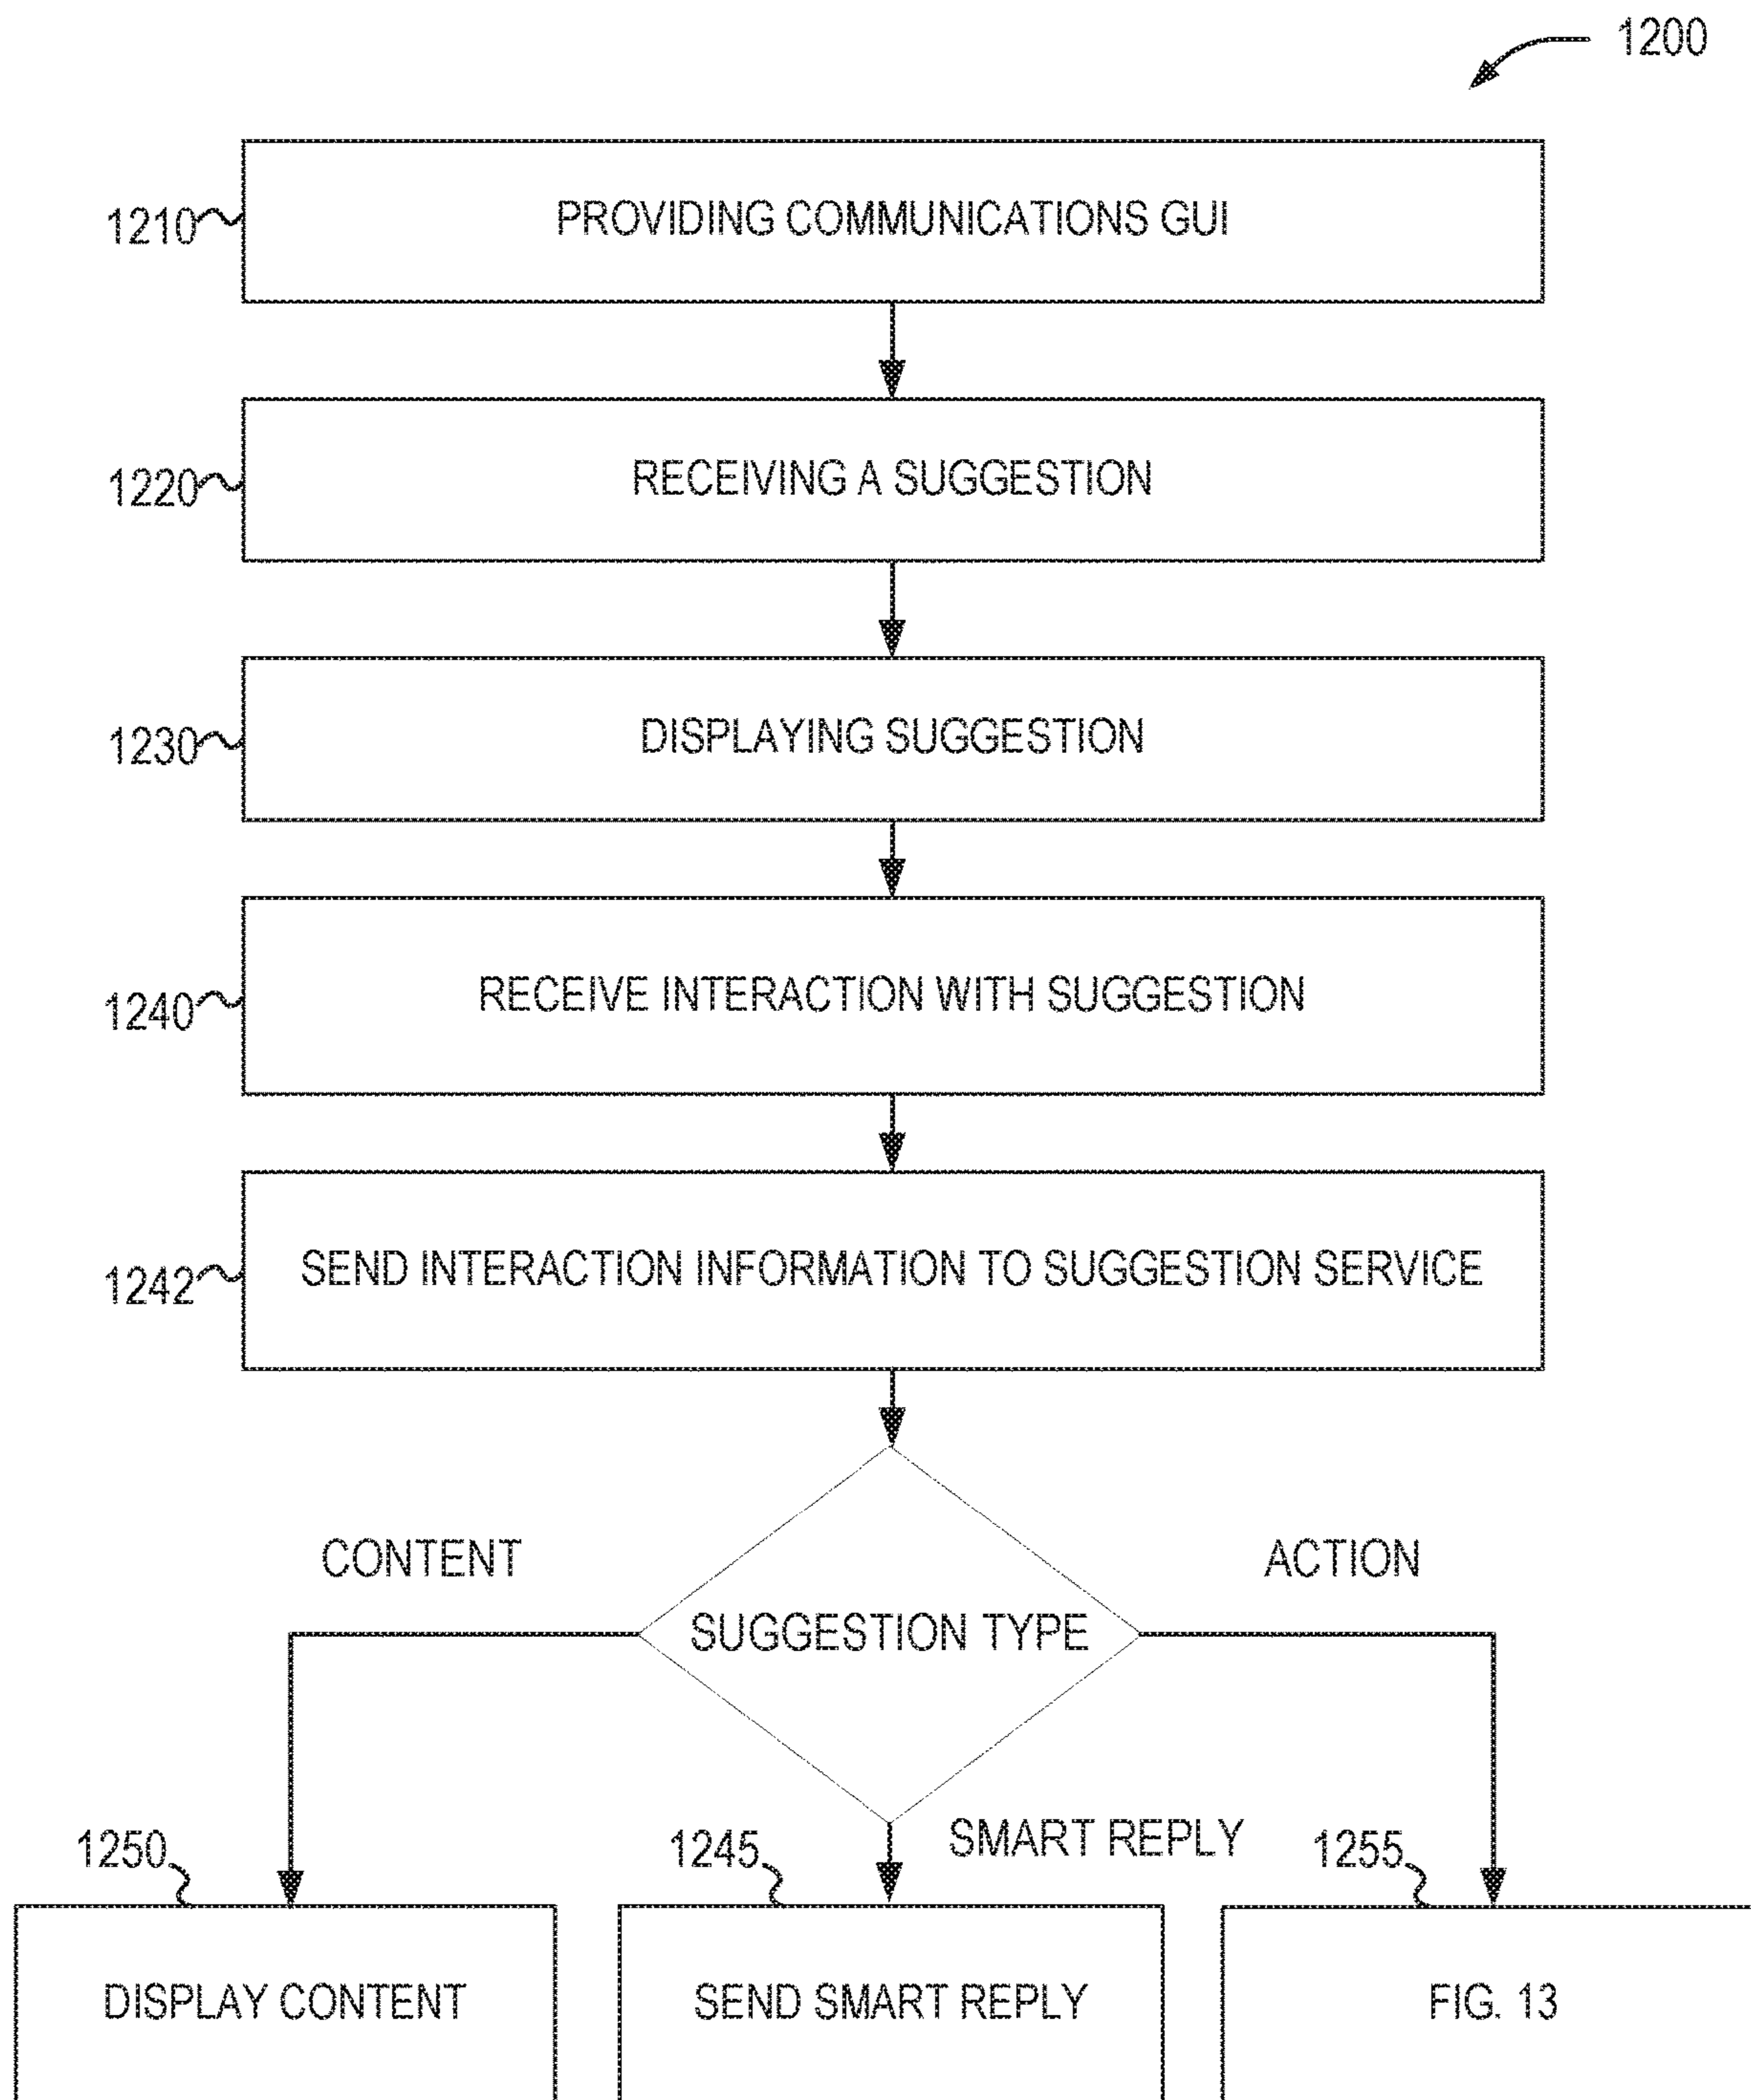 1200
1210 PROVIDING COMMUNICATIONS GUI
1220 RECEIVING A SUGGESTION
1230 DISPLAYING SUGGESTION
1240 RECEIVE INTERACTION WITH SUGGESTION
1242 SEND INTERACTION INFORMATION TO SUGGESTION SERVICE
CONTENT
ACTION
SUGGESTION TYPE
SMART REPLY
1250
1245
1255
DISPLAY CONTENT
SEND SMART REPLY
FIG. 13